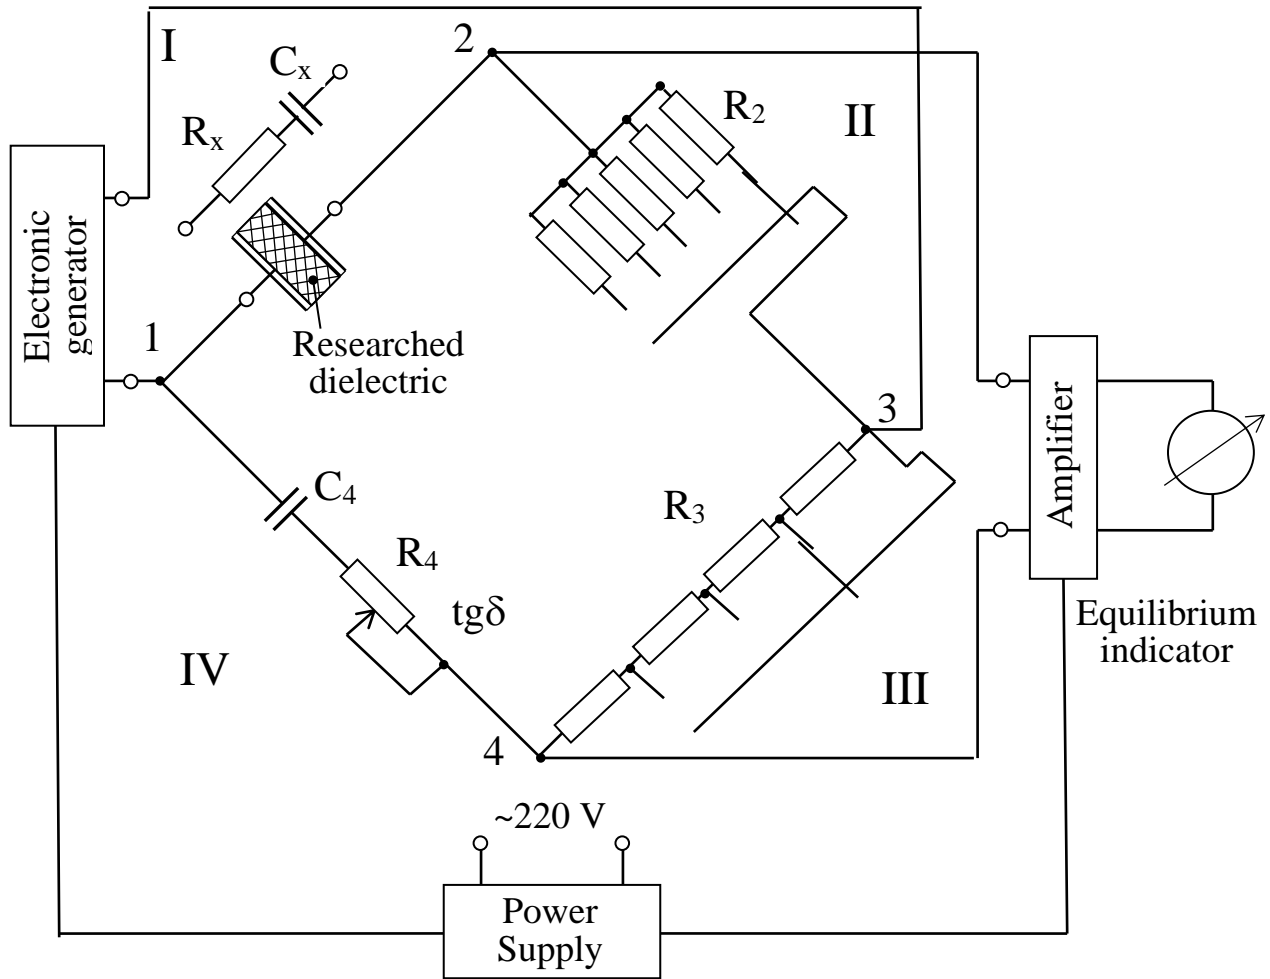 I
2
Cₓ
Rₓ
R₂
II
Electronic
generator
1
Researched
dielectric
3
Amplifier
C₄
R₃
R₄
tgδ
Equilibrium
indicator
IV
III
4
~220 V
Power
Supply